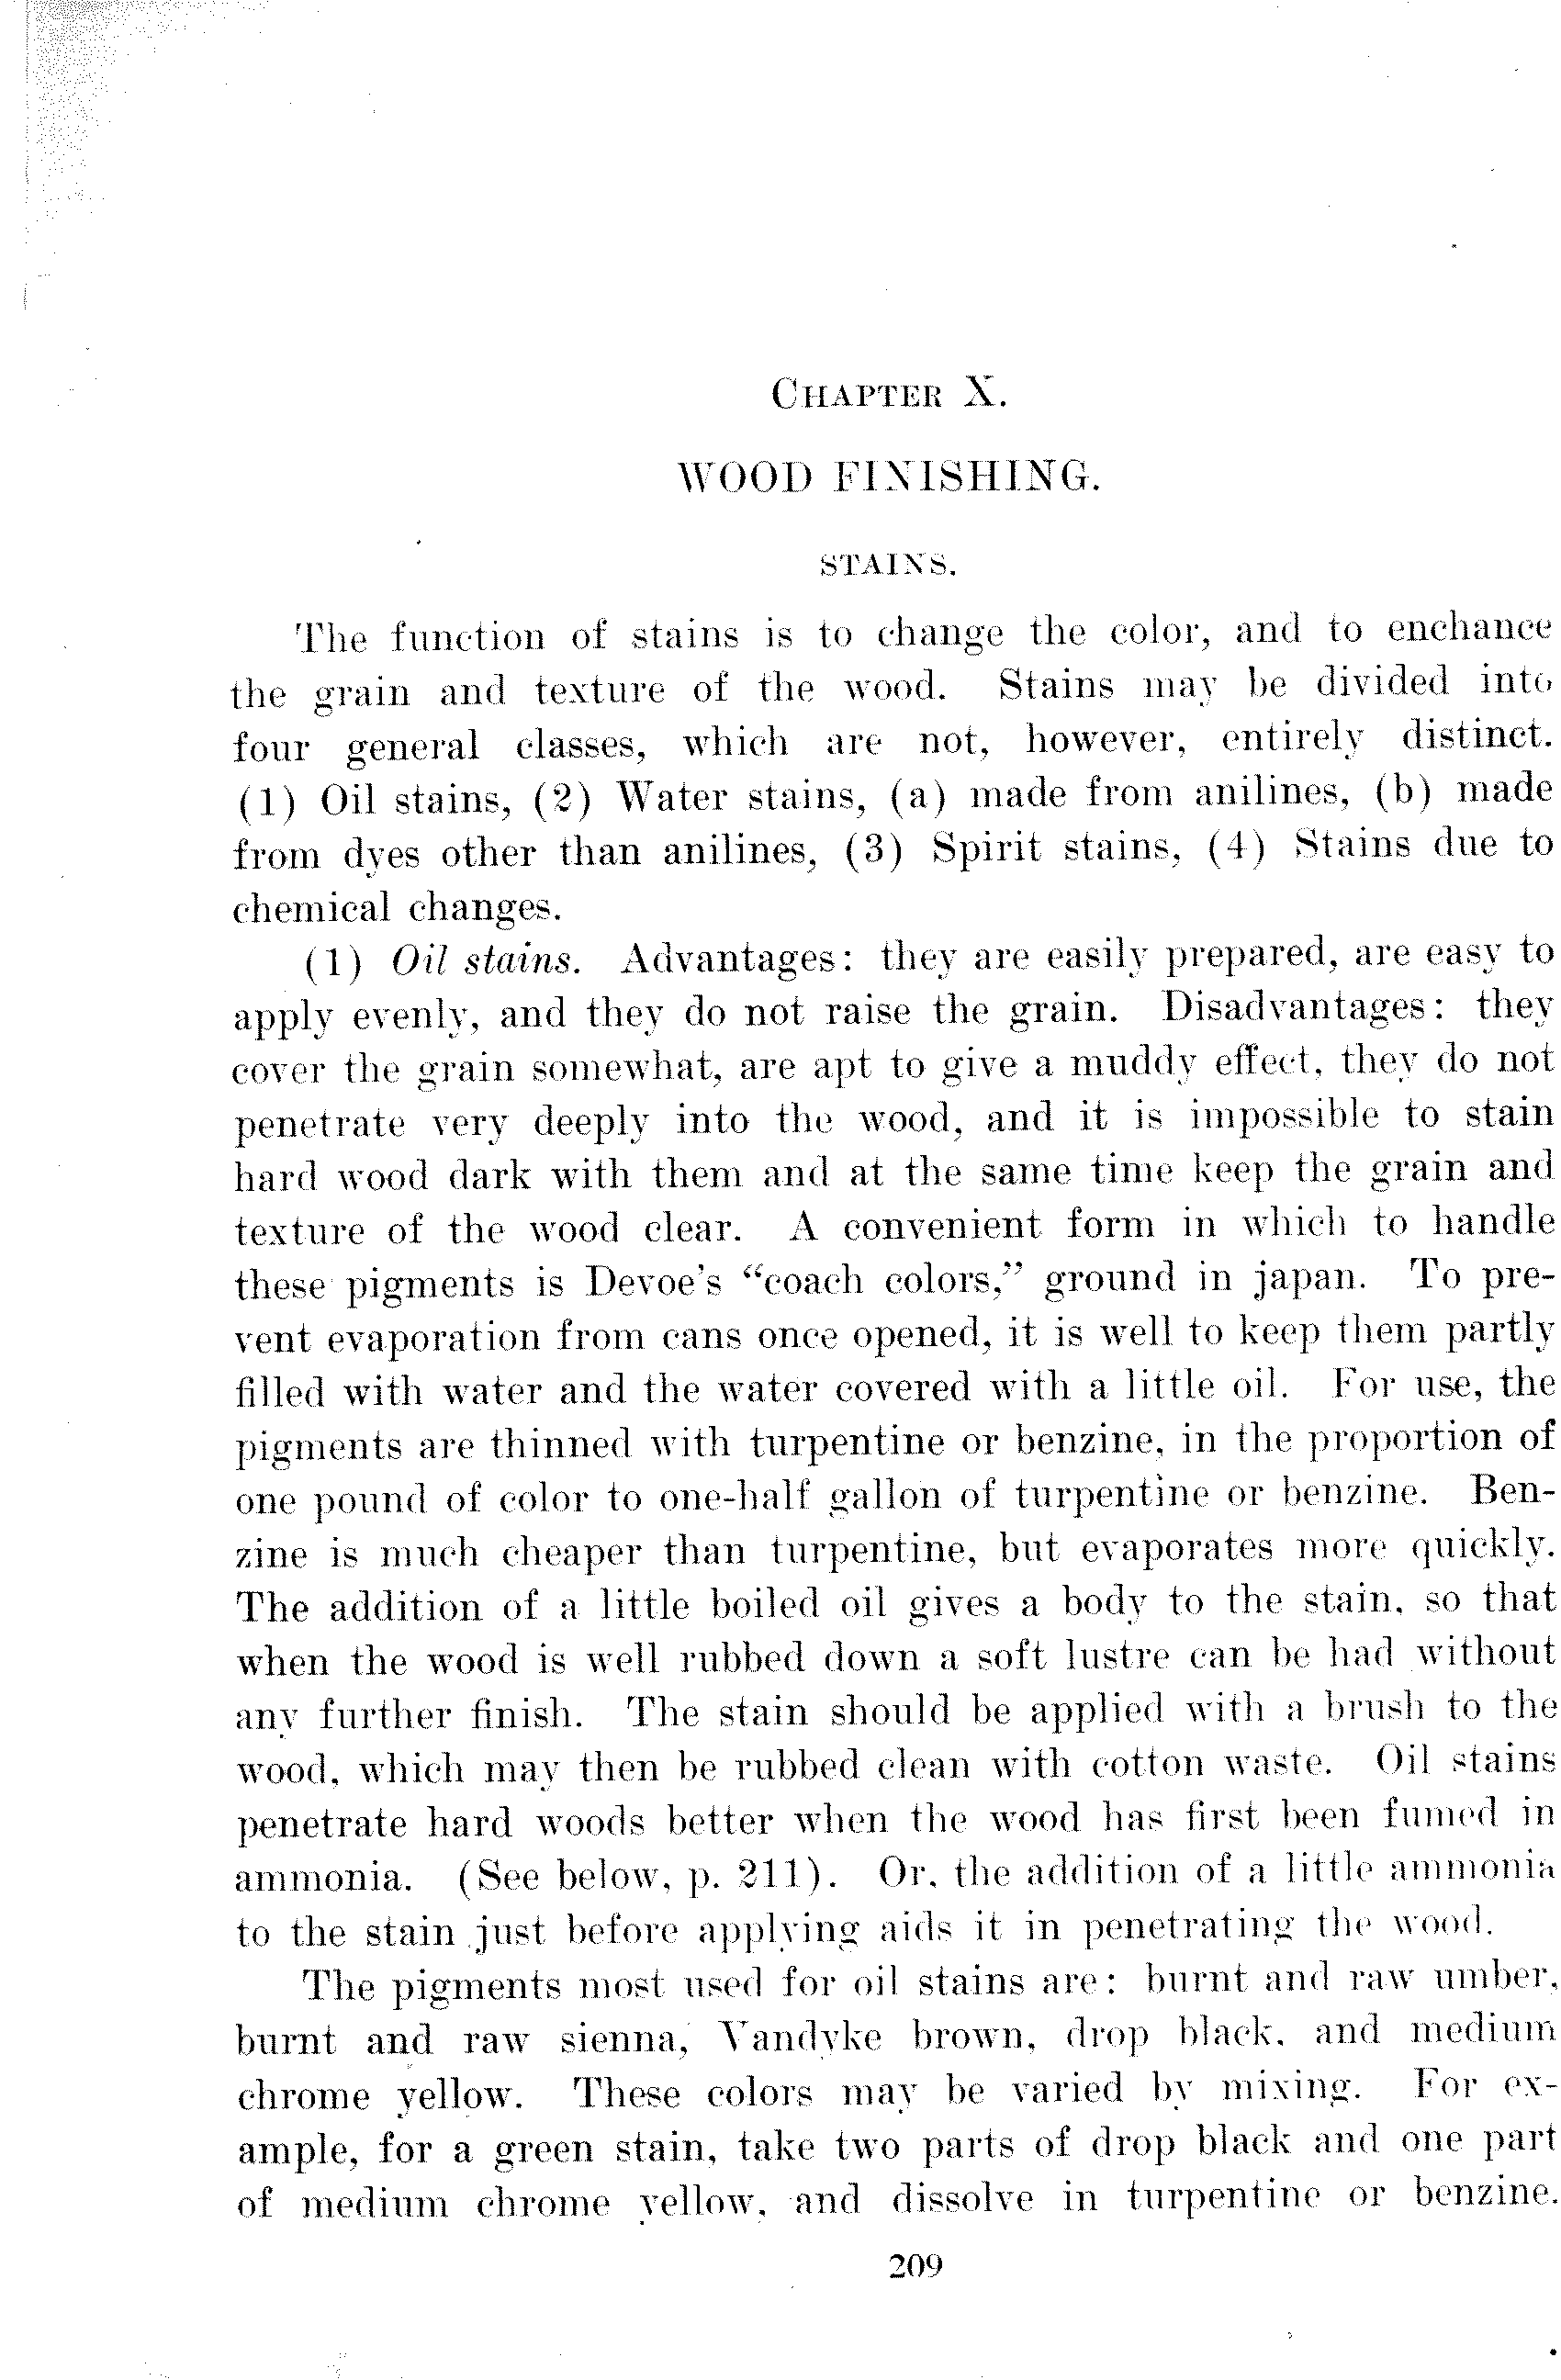 CHAPTER X.
WOOD FINISHING.
STAINS.
The function of stains is to change the color, and to enchance
the grain and texture of the wood. Stains may be divided into
four general classes, which are not, however, entirely distinct.
(1) Oil stains, (2) Water stains, (a) made from anilines, (b) made
from dyes other than anilines, (3) Spirit stains, (4) Stains due to
chemical changes.
(1) Oil stains. Advantages: they are easily prepared, are easy to
apply evenly, and they do not raise the grain. Disadvantages: they
cover the grain somewhat, are apt to give a muddy effect, they do not
penetrate very deeply into the wood, and it is impossible to stain
hard wood dark with them and at the same time keep the grain and
texture of the wood clear. A convenient form in which to handle
these pigments is Devoe's "coach colors," ground in japan. To pre-
vent evaporation from cans once opened, it is well to keep them partly
filled with water and the water covered with a little oil. For use, the
pigments are thinned with turpentine or benzine, in the proportion of
one pound of color to one-half gallon of turpentine or benzine. Ben-
zine is much cheaper than turpentine, but evaporates more quickly.
The addition of a little boiled oil gives a body to the stain, so that
when the wood is well rubbed down a soft lustre can be had without
any further finish. The stain should be applied with a brush to the
wood, which may then be rubbed clean with cotton waste. Oil stains
penetrate hard woods better when the wood has first been fumed in
ammonia. (See below, p. 211). Or, the addition of a little ammonia
to the stain just before applying aids it in penetrating the wood.
The pigments most used for oil stains are: burnt and raw umber,
burnt and raw sienna, Vandyke brown, drop black, and medium
chrome yellow. These colors may be varied by mixing. For ex-
ample, for a green stain, take two parts of drop black and one part
of medium chrome yellow, and dissolve in turpentine or benzine.
209